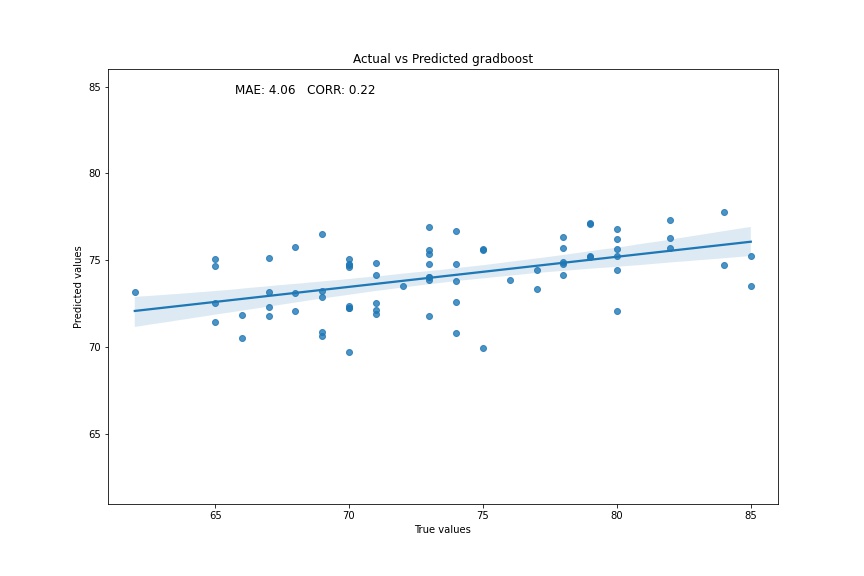 Actual vs Predicted gradboost
MAE: 4.06   CORR: 0.22
85
80
75
70
65
Predicted values
65 70 75 80 85
True values